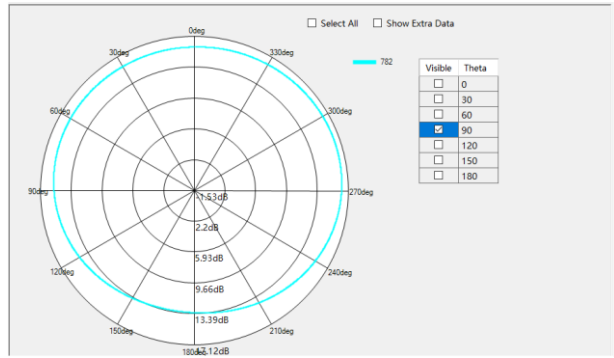 Select All
Show Extra Data
0deg
30deg
330deg
782
Visible Theta
0
30
60
90
120
150
180
60deg
300deg
90deg
270deg
-1.53dB
2.2dB
5.93dB
120deg
240deg
9.66dB
13.39dB
150deg
210deg
180deg
17.12dB